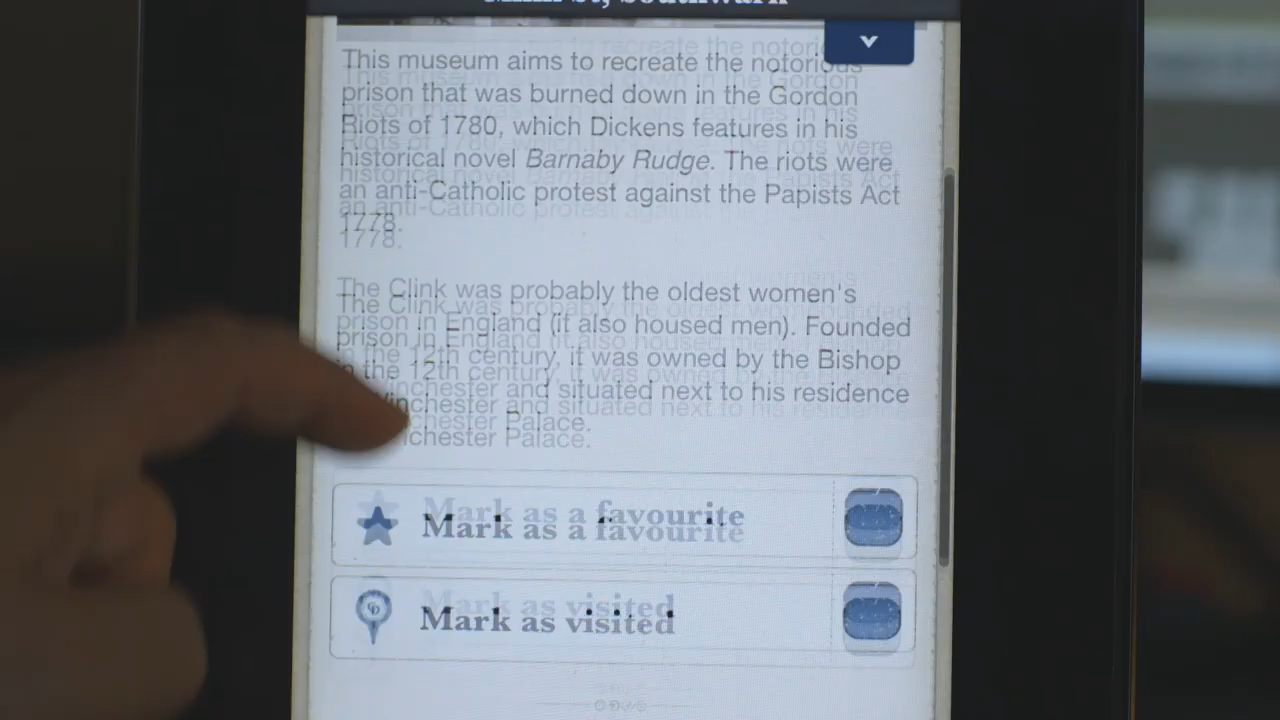 This museum aims to recreate the notorious
prison that was burned down in the Gordon
Riots of 1780, which Dickens features in his
historical novel Barnaby Rudge. The riots were
an anti-Catholic protest against the Papists Act
1778.
The Clink was probably the oldest women's
prison in England (it also housed men). Founded
in the 12th century, it was owned by the Bishop
Winchester and situated next to his residence
Winchester Palace.
Mark as a favourite
Mark as visited